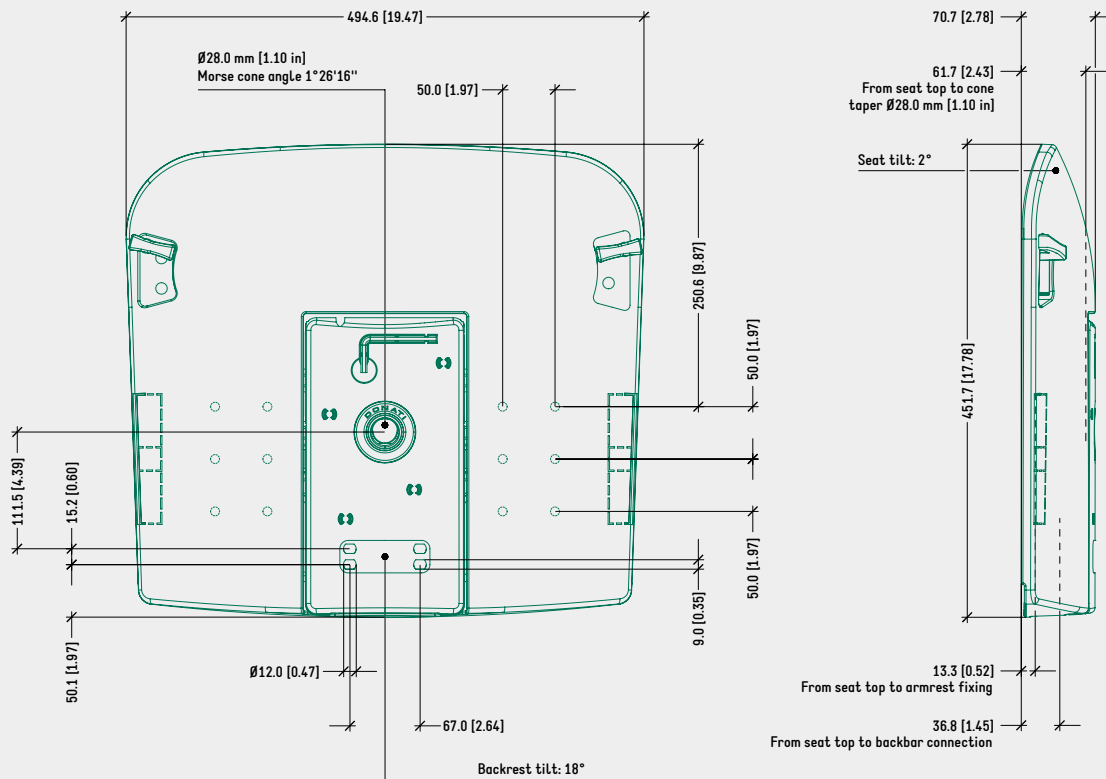 494.6 [19.47]
70.7 [2.78]
Ø28.0 mm [1.10 in]
Morse cone angle 1°26'16''
50.0 [1.97]
61.7 [2.43]
From seat top to cone
taper Ø28.0 mm [1.10 in]
Seat tilt: 2°
250.6 [9.87]
50.0 [1.97]
451.7 [17.78]
DONATI
111.5 [4.39]
15.2 [0.60]
50.0 [1.97]
9.0 [0.35]
50.1 [1.97]
Ø12.0 [0.47]
67.0 [2.64]
13.3 [0.52]
From seat top to armrest fixing
36.8 [1.45]
From seat top to backbar connection
Backrest tilt: 18°